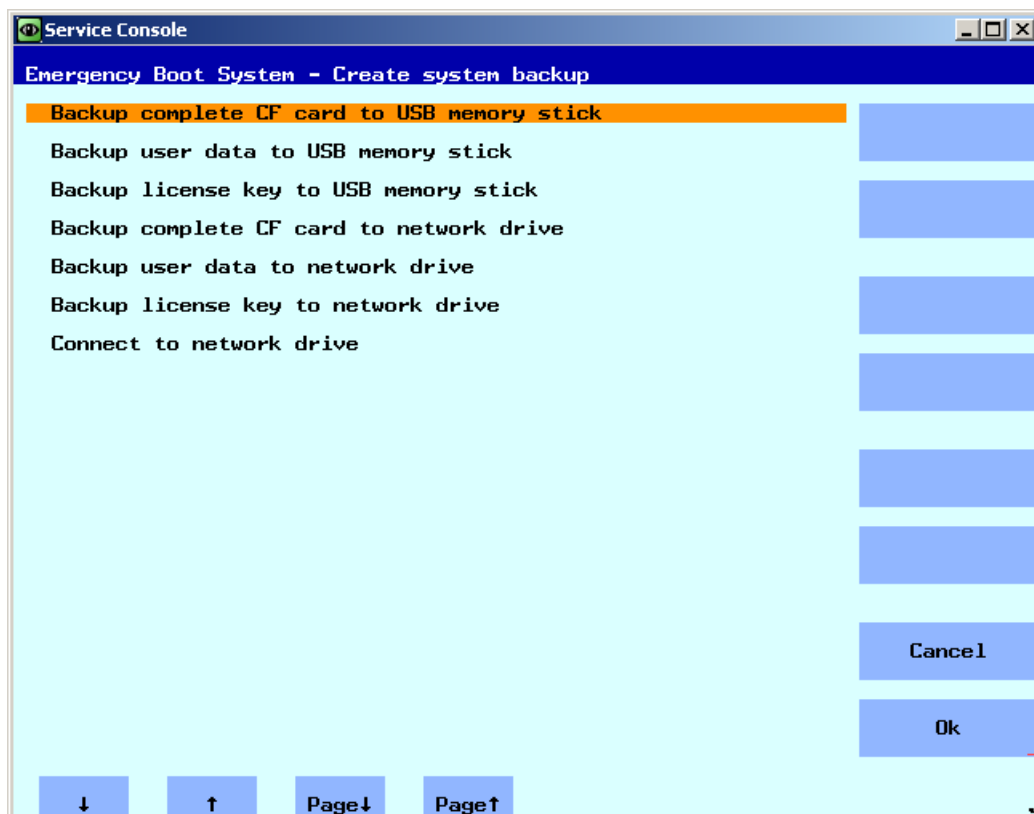 Service Console
Emergency Boot System - Create system backup
Backup complete CF card to USB memory stick
Backup user data to USB memory stick
Backup license key to USB memory stick
Backup complete CF card to network drive
Backup user data to network drive
Backup license key to network drive
Connect to network drive
Cancel
Ok
↓ ↑ Page↓ Page↑